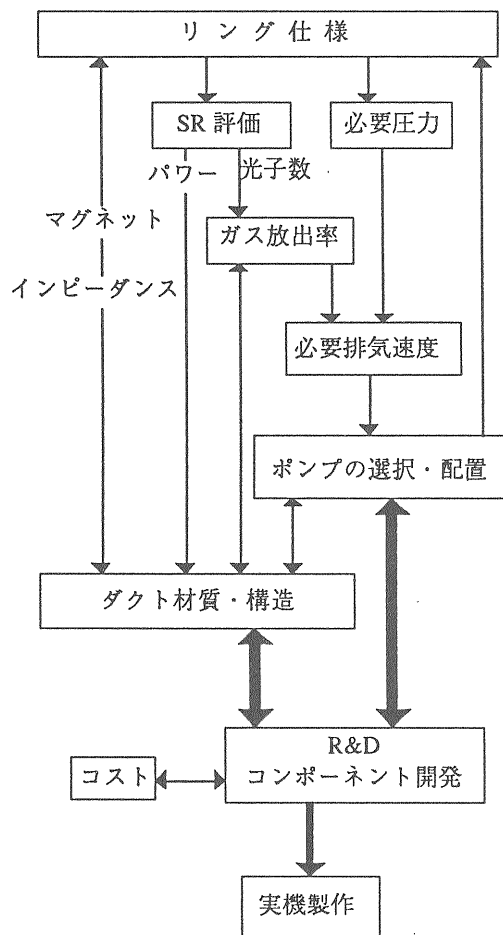 リング仕様
SR 評価
必要圧力
パワー
光子数
マグネット
ガス放出率
インピーダンス
必要排気速度
ポンプの選択・配置
ダクト材質・構造
R&D
コンポーネント開発
コスト
実機製作